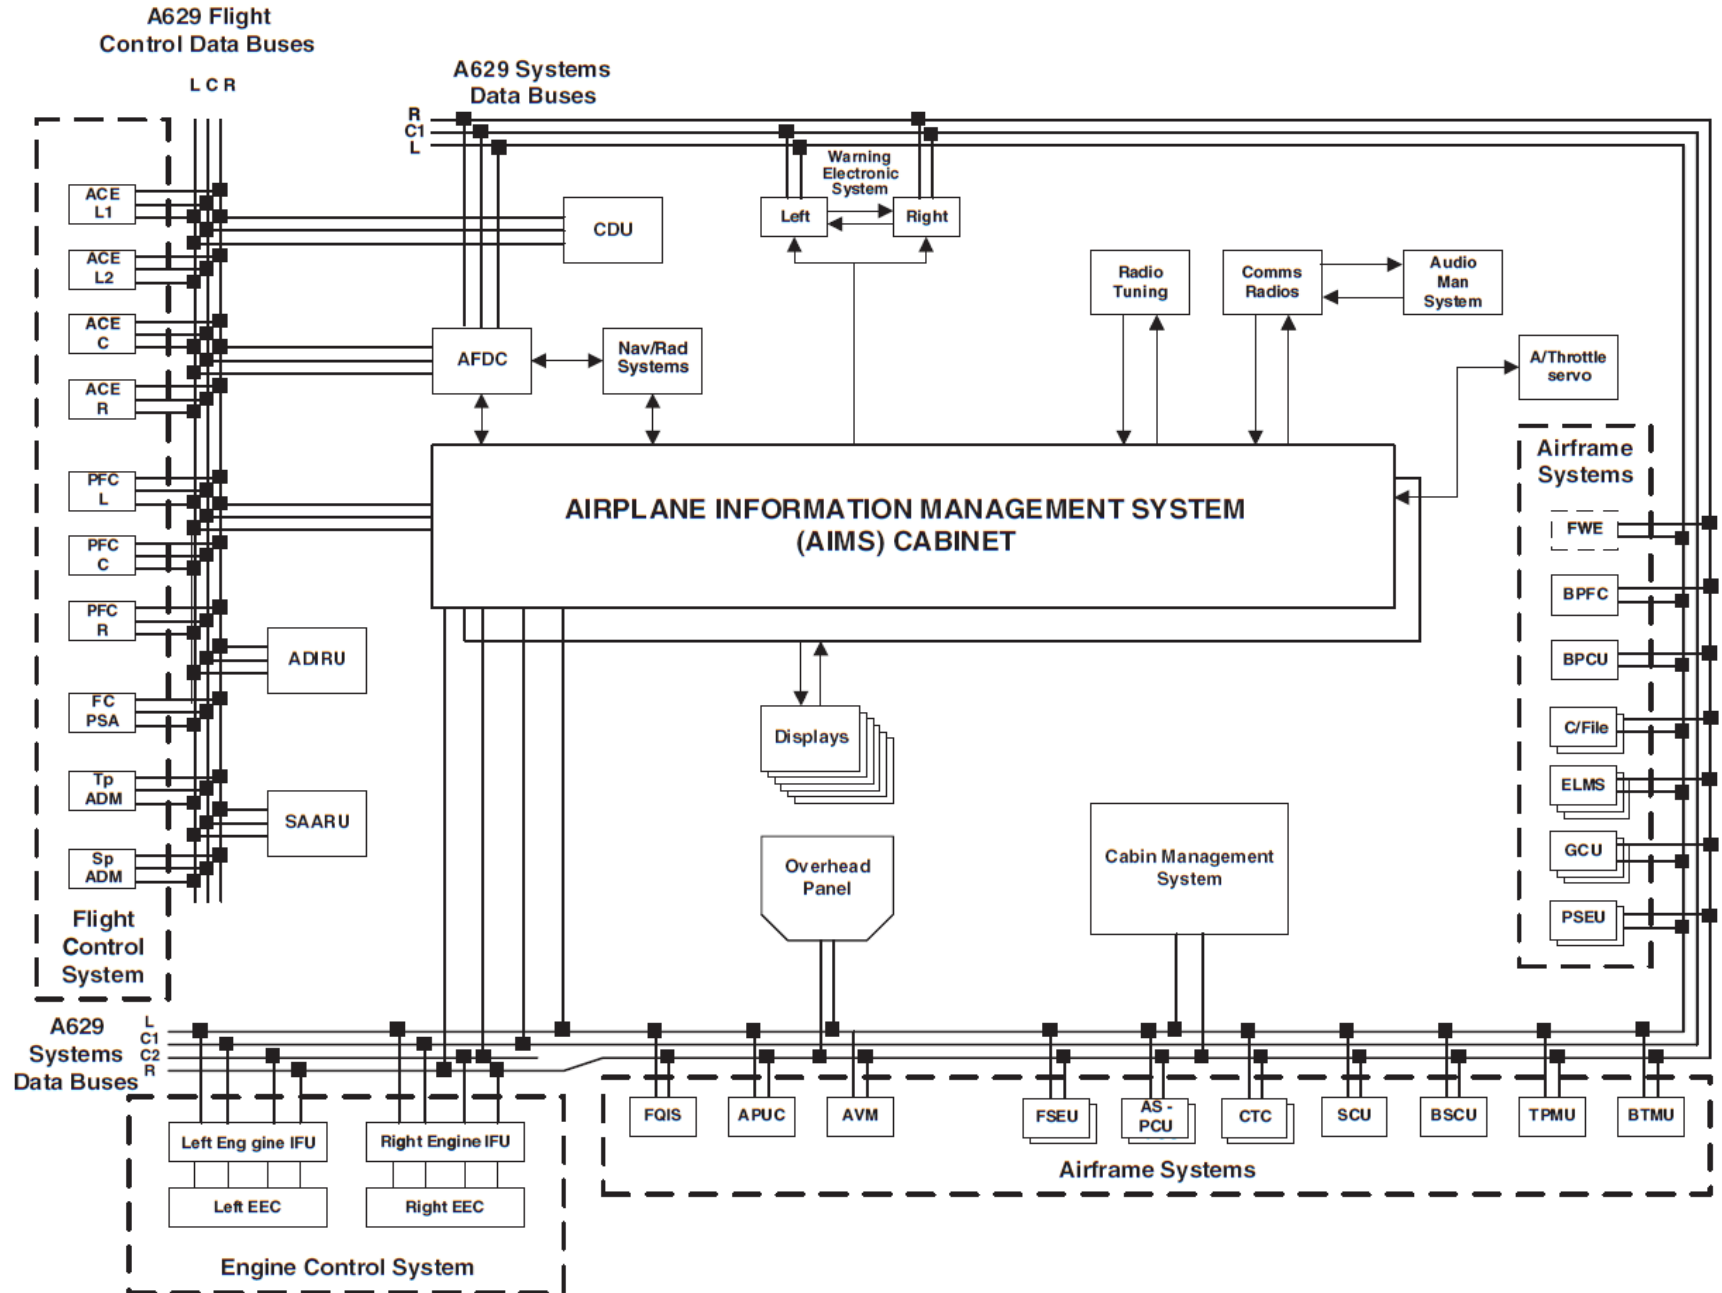 A629 Flight
Control Data Buses
L C R
A629 Systems
Data Buses
R
C1
L
Warning
Electronic
System
Left
Right
ACE
L1
CDU
ACE
L2
Radio
Tuning
Comms
Radios
Audio
Man
System
ACE
C
AFDC
Nav/Rad
Systems
A/Throttle
servo
ACE
R
Airframe
Systems
PFC
L
AIRPLANE INFORMATION MANAGEMENT SYSTEM
(AIMS) CABINET
FWE
PFC
C
BPFC
PFC
R
ADIRU
BPCU
FC
PSA
Displays
C/File
Tp
ADM
ELMS
SAARU
GCU
Sp
ADM
Overhead
Panel
Cabin Management
System
PSEU
Flight
Control
System
A629
Systems
Data Buses
L
C1
C2
R
FQIS
APUC
AVM
FSEU
AS -
PCU
CTC
SCU
BSCU
TPMU
BTMU
Airframe Systems
Left Eng gine IFU
Right Engine IFU
Left EEC
Right EEC
Engine Control System